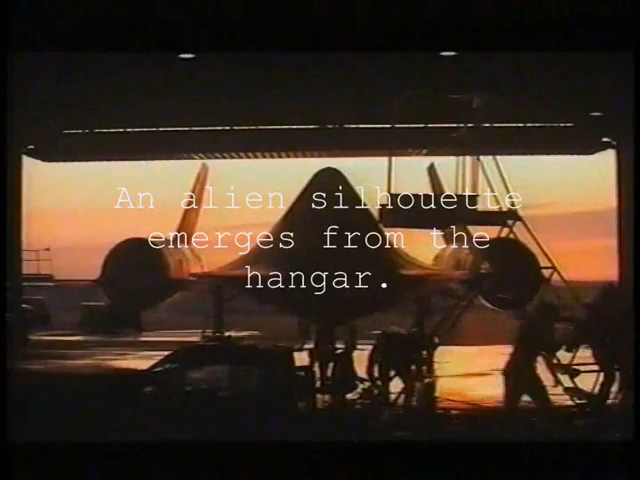 An alien silhouette
emerges from the
hangar.